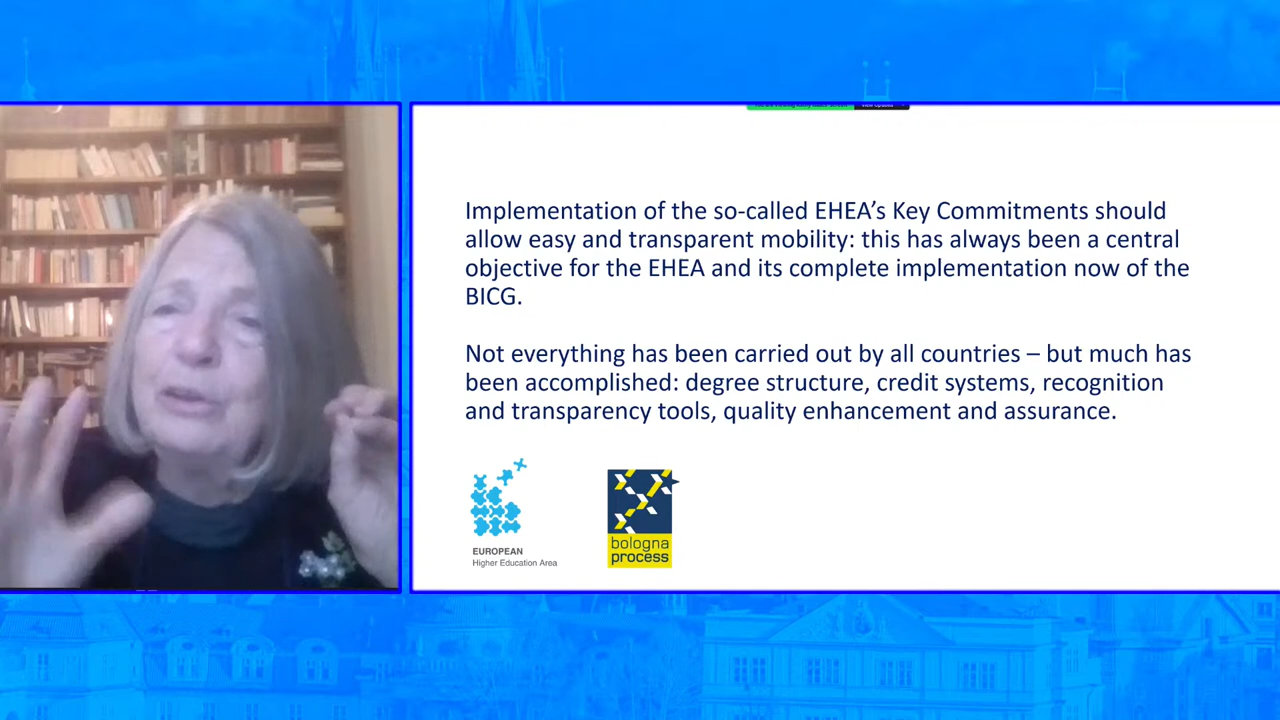 Implementation of the so-called EHEA’s Key Commitments should
allow easy and transparent mobility: this has always been a central
objective for the EHEA and its complete implementation now of the
BICG.
Not everything has been carried out by all countries – but much has
been accomplished: degree structure, credit systems, recognition
and transparency tools, quality enhancement and assurance.
EUROPEAN
Higher Education Area
bologna
process